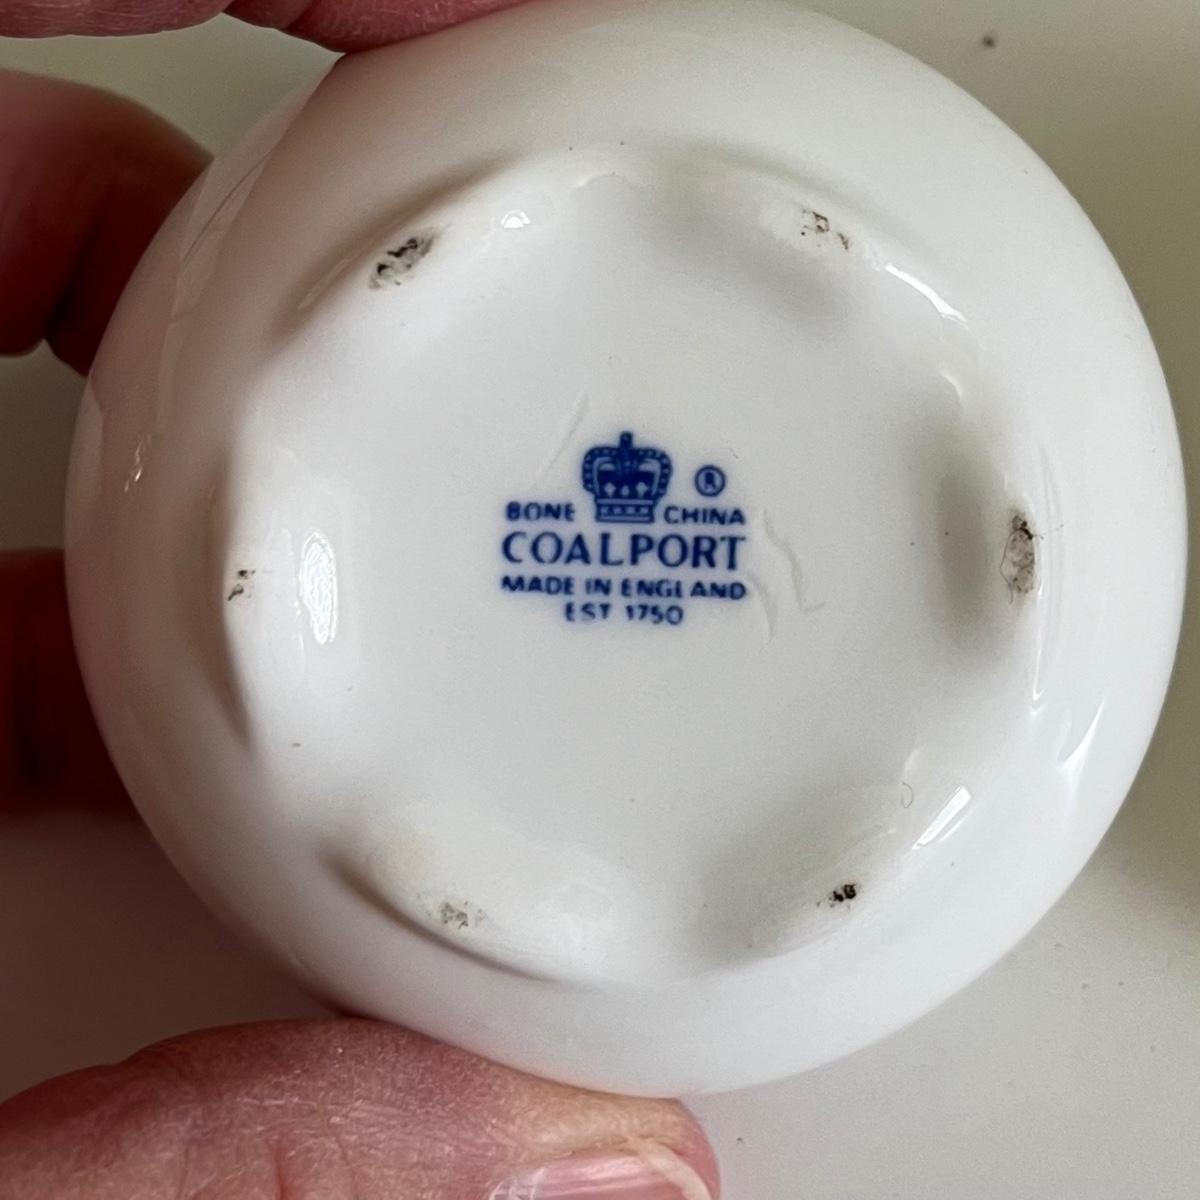 ®
BONE CHINA
COALPORT
MADE IN ENGLAND
EST 1750